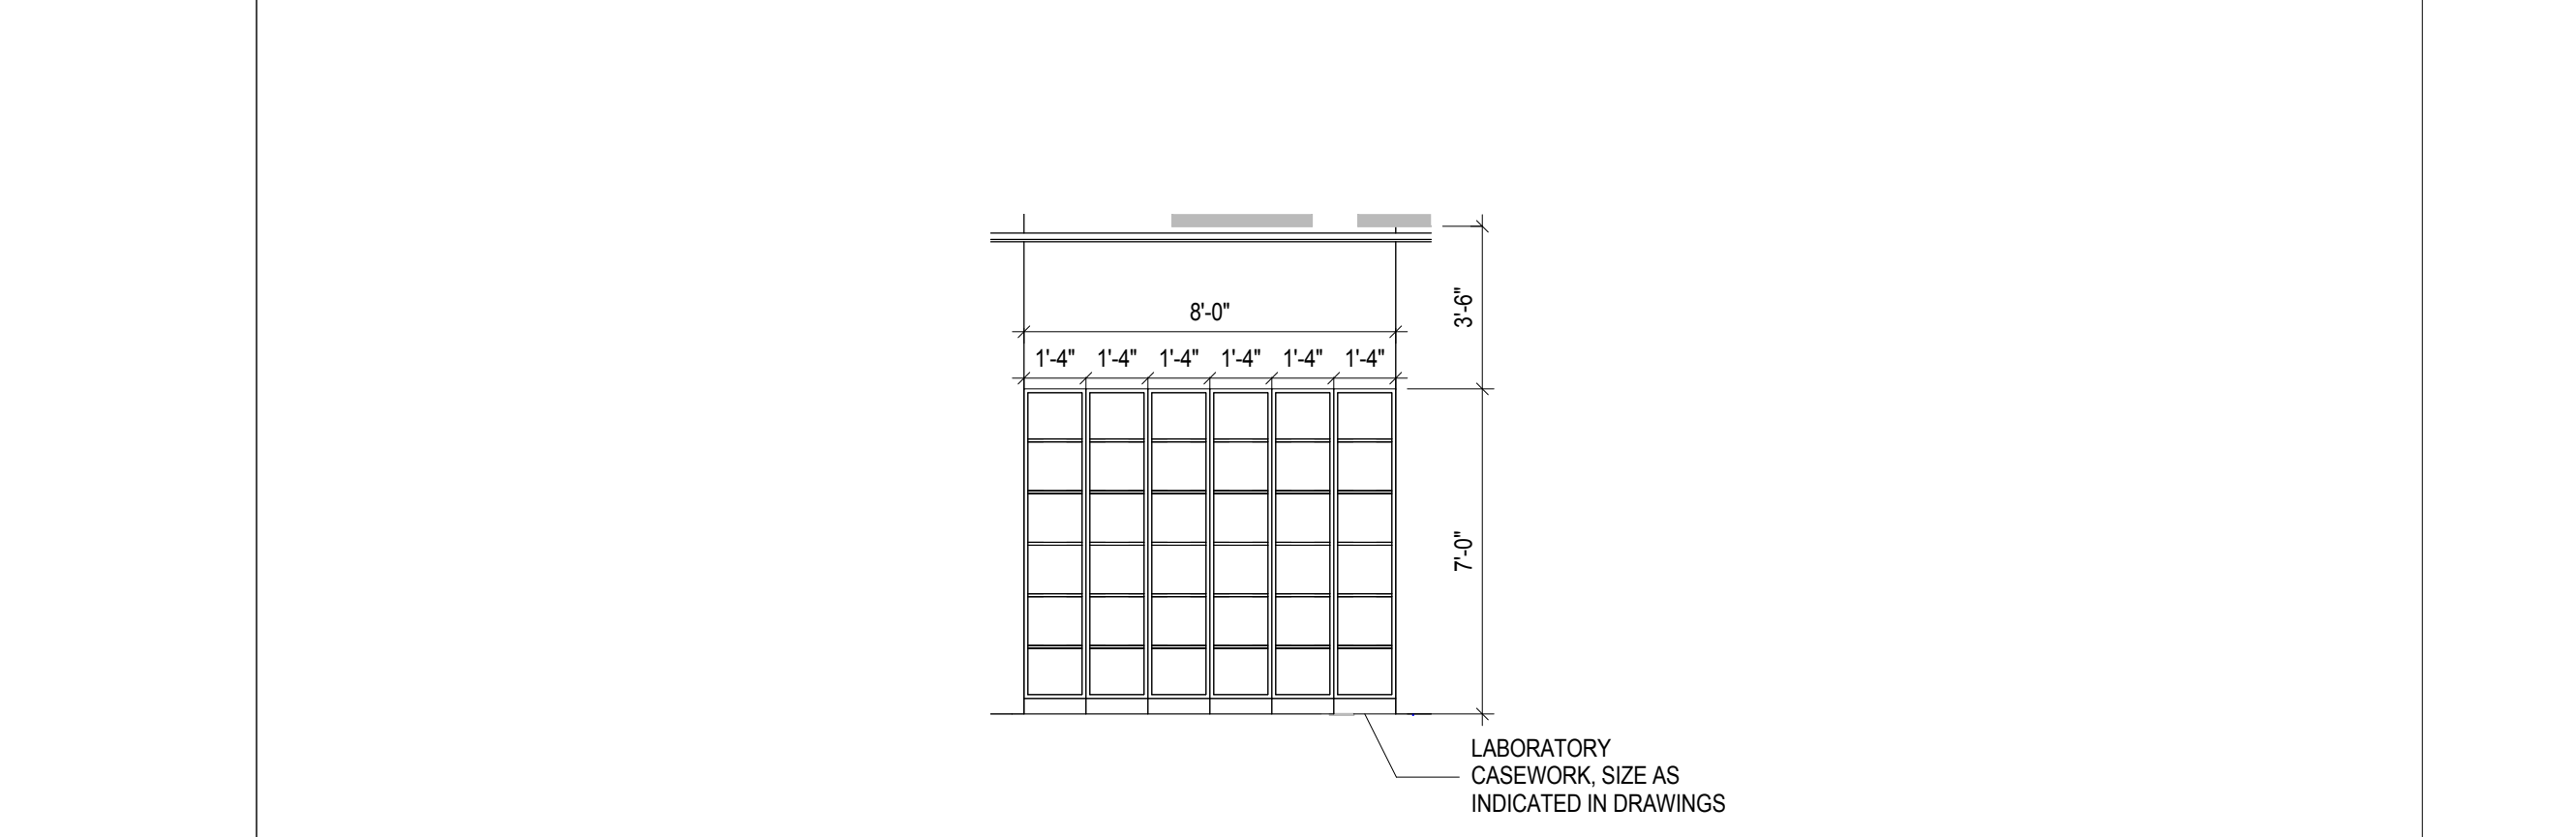 8'-0"
3'-6"
1'-4" 1'-4" 1'-4" 1'-4" 1'-4" 1'-4"
7'-0"
LABORATORY
CASEWORK, SIZE AS
INDICATED IN DRAWINGS